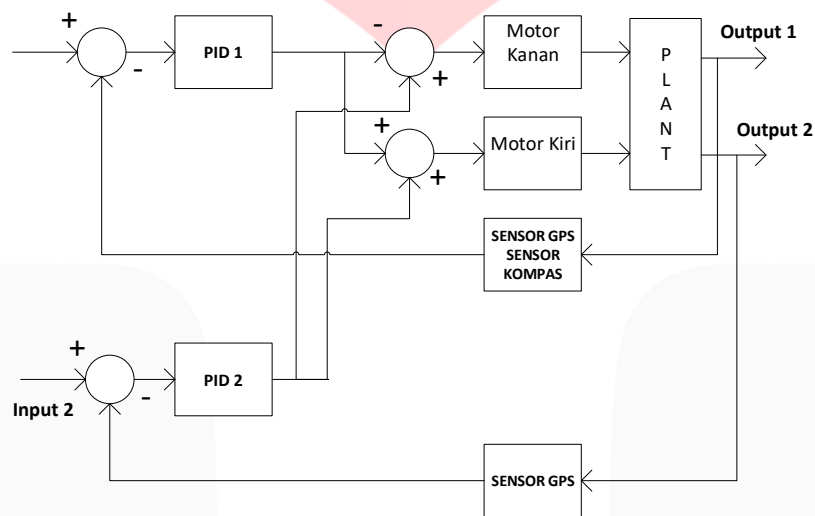 +
-
PID 1
-
+
Motor
Kanan
P
L
A
N
T
Output 1
Output 2
+
+
Motor Kiri
SENSOR GPS
SENSOR
KOMPAS
+
-
Input 2
PID 2
SENSOR GPS